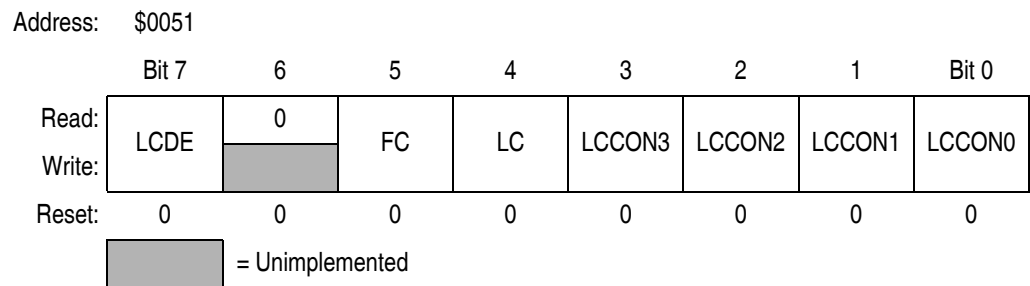 Address: $0051
Bit 7 6 5 4 3 2 1 Bit 0
Read: LCDE 0 FC LC LCCON3 LCCON2 LCCON1 LCCON0
Write:
Reset: 0 0 0 0 0 0 0 0
= Unimplemented